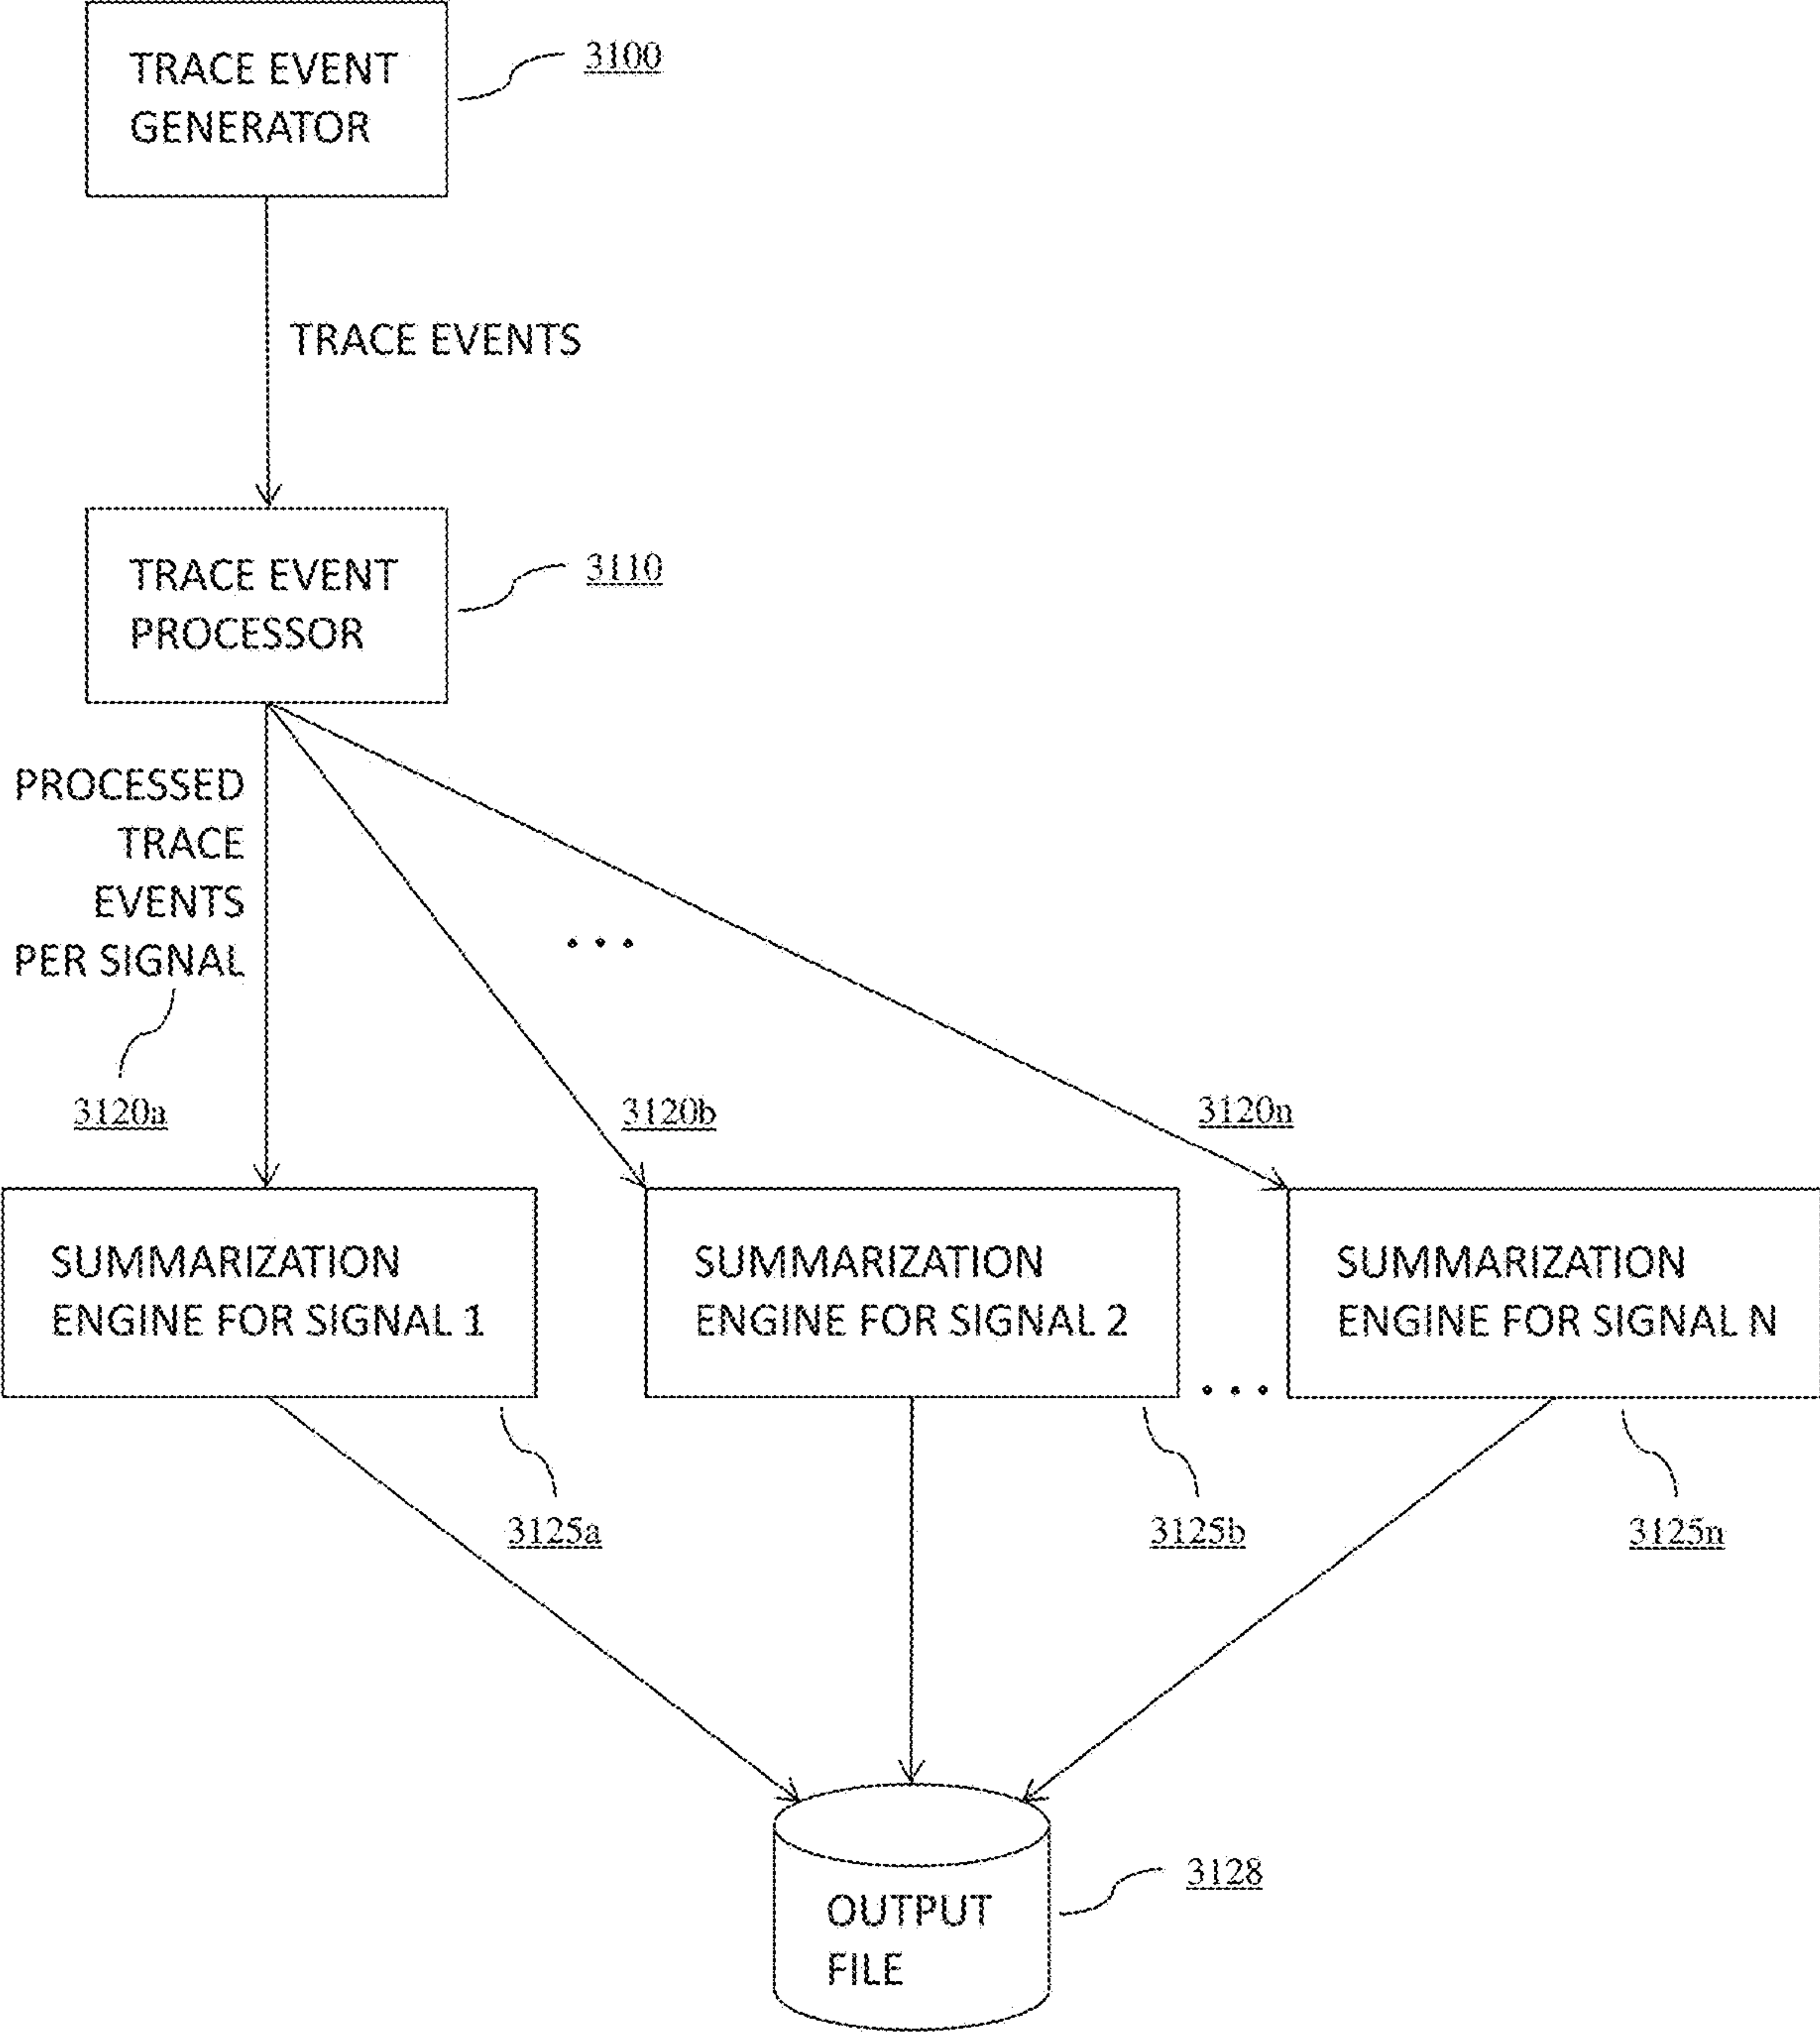 TRACE EVENT
GENERATOR
3100
TRACE EVENTS
TRACE EVENT
PROCESSOR
3110
PROCESSED
TRACE
EVENTS
PER SIGNAL
3120a
3120b
3120n
SUMMARIZATION
ENGINE FOR SIGNAL 1
SUMMARIZATION
ENGINE FOR SIGNAL 2
SUMMARIZATION
ENGINE FOR SIGNAL N
3125a
3125b
3125n
OUTPUT
FILE
3128